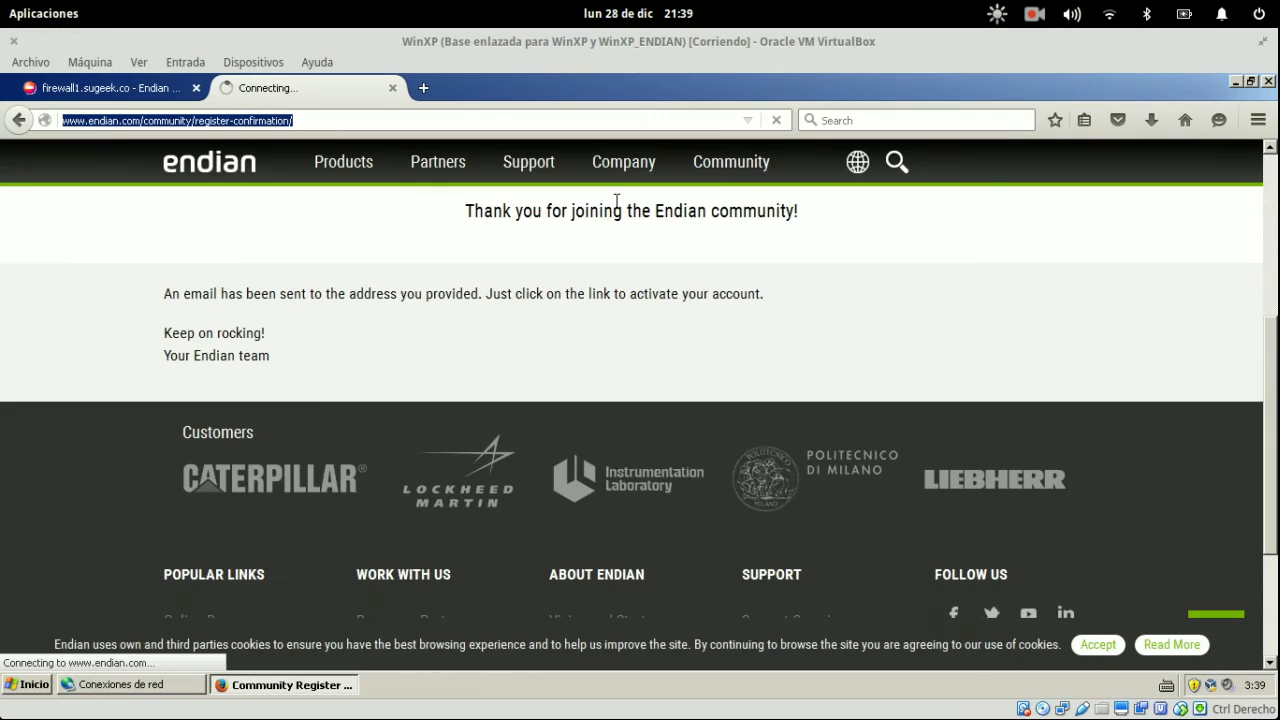 Aplicaciones
lun 28 de dic 21:39
WinXP (Base enlazada para WinXP y WinXP_ENDIAN) [Corriendo] - Oracle VM VirtualBox
Archivo Máquina Ver Entrada Dispositivos Ayuda
firewall1.sugeek.co - Endian ...
Connecting...
www.endian.com/community/register-confirmation/
Search
endian Products Partners Support Company Community
Thank you for joining the Endian community!
An email has been sent to the address you provided. Just click on the link to activate your account.
Keep on rocking!
Your Endian team
Customers
CATERPILLAR®
LOCKHEED
MARTIN
Instrumentation
Laboratory
POLITECNICO
DI MILANO
LIEBHERR
POPULAR LINKS WORK WITH US ABOUT ENDIAN SUPPORT FOLLOW US
Endian uses own and third parties cookies to ensure you have the best browsing experience and to help us improve the site. By continuing to browse the site you are agreeing to our use of cookies.
Accept
Read More
Connecting to www.endian.com...
Inicio
Conexiones de red
Community Register ...
3:39
Ctrl Derecho